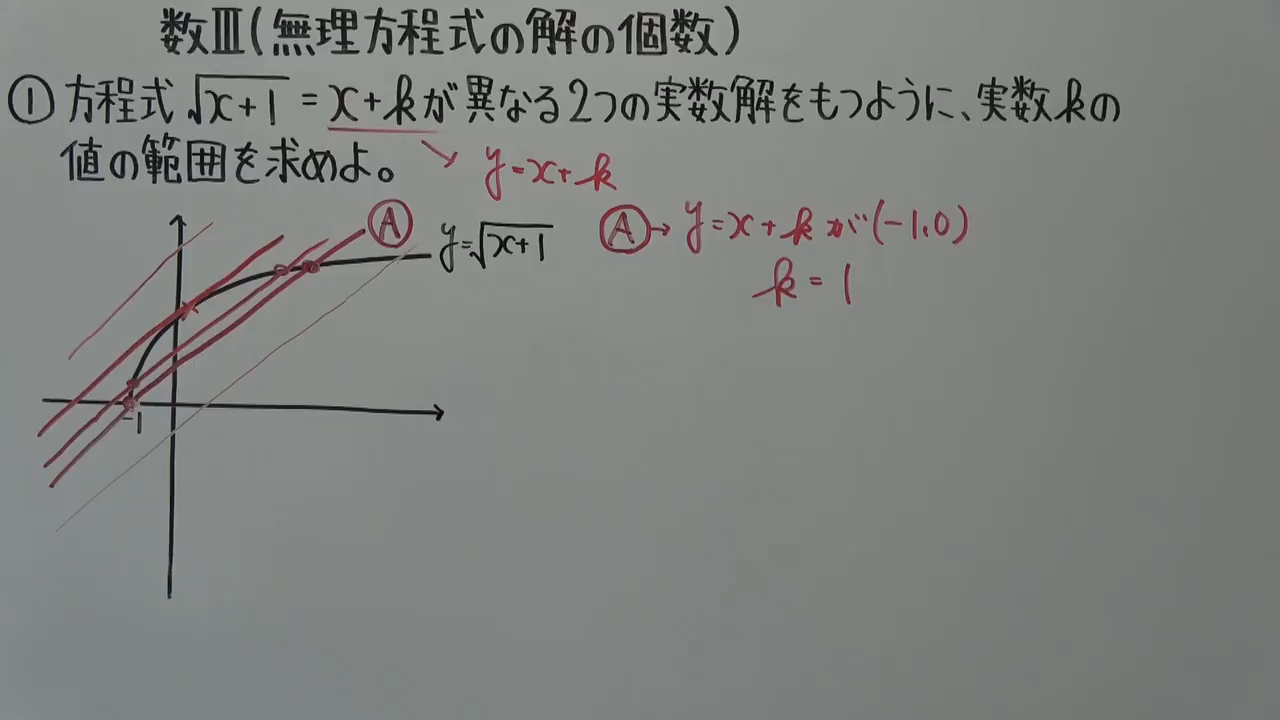 数Ⅲ(無理方程式の解の個数)
① 方程式 √x+1 = x+k が異なる2つの実数解をもつように、実数kの
値の範囲を求めよ。
y=x+k
Ⓐ
y=√x+1
Ⓐ→ y=x+k が(-1,0)
k=1
-1